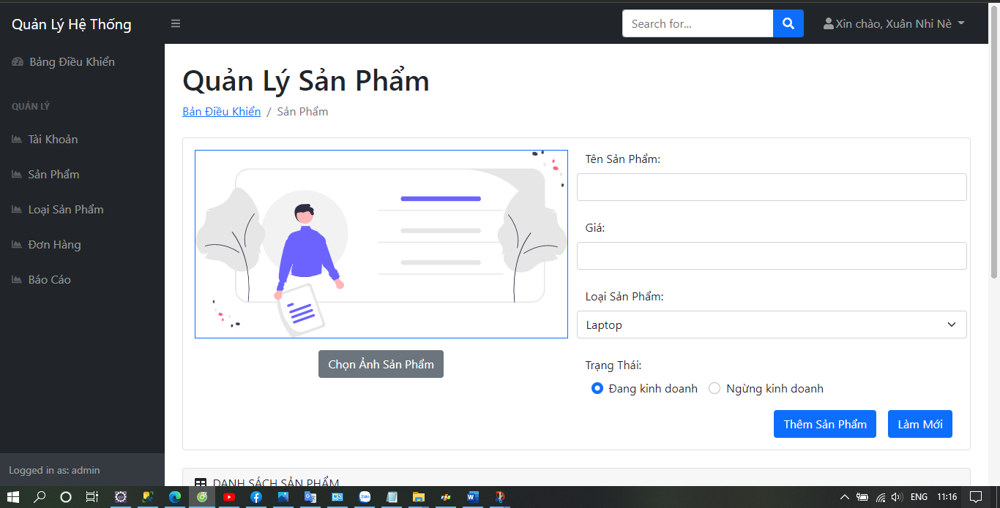 Quản Lý Hệ Thống
Search for...
Xin chào, Xuân Nhi Nè
Bảng Điều Khiển
QUẢN LÝ
Tài Khoản
Sản Phẩm
Loại Sản Phẩm
Đơn Hàng
Báo Cáo
Logged in as: admin
Quản Lý Sản Phẩm
Bản Điều Khiển / Sản Phẩm
Chọn Ảnh Sản Phẩm
Tên Sản Phẩm:
Giá:
Loại Sản Phẩm:
Laptop
Trạng Thái:
Đang kinh doanh Ngừng kinh doanh
Thêm Sản Phẩm Làm Mới
DANH SÁCH SẢN PHẨM
Zalo
ENG 11:16